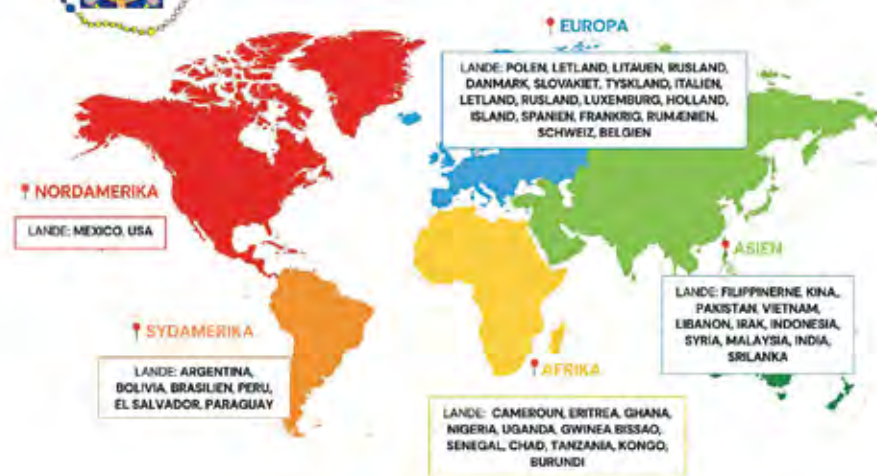 EUROPA
LANDE: POLEN, LETLAND, LITAUEN, RUSLAND,
DANMARK, SLOVAKIET, TYSKLAND, ITALIEN,
LETLAND, RUSLAND, LUXEMBURG, HOLLAND,
ISLAND, SPANIEN, FRANKRIG, RUMÆNIEN,
SCHWEIZ, BELGIEN
NORDAMERIKA
LANDE: MEXICO, USA
ASIEN
LANDE: FILIPPINERNE, KINA,
PAKISTAN, VIETNAM,
LIBANON, IRAK, INDONESIA,
SYRIA, MALAYSIA, INDIA,
SRILANKA
SYDAMERIKA
LANDE: ARGENTINA,
BOLIVIA, BRASILIEN, PERU,
EL SALVADOR, PARAGUAY
AFRIKA
LANDE: CAMEROUN, ERITREA, GHANA,
NIGERIA, UGANDA, GWINEA BISSAO,
SENEGAL, CHAD, TANZANIA, KONGO,
BURUNDI